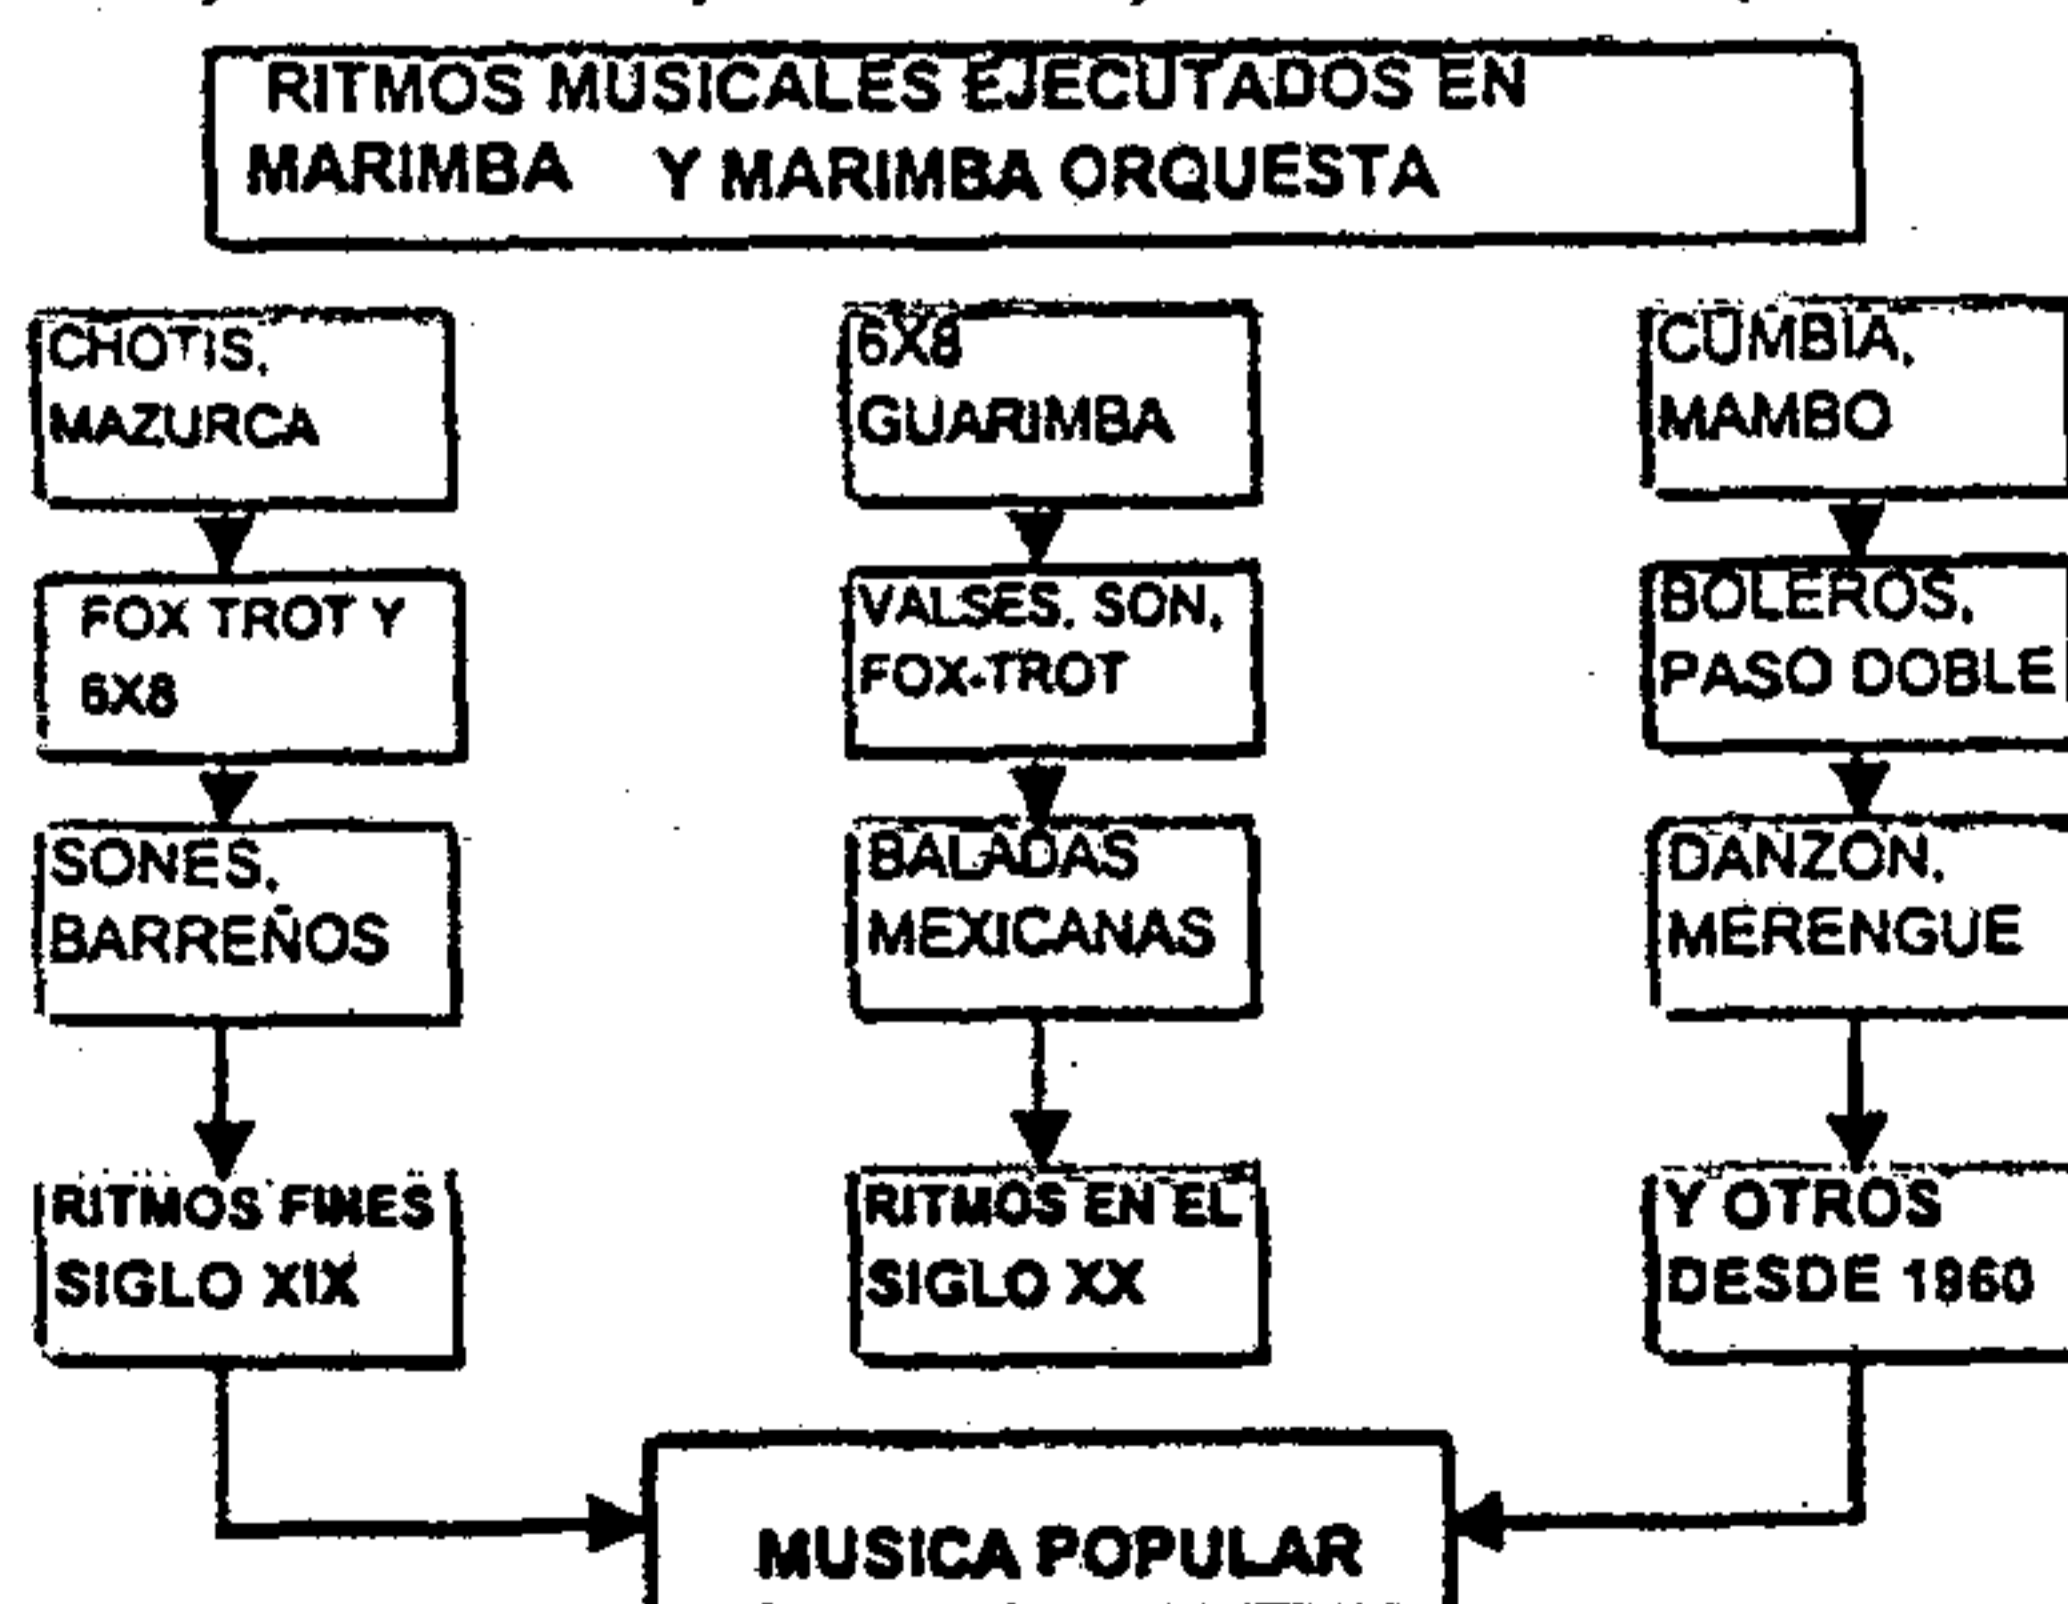 RITMOS MUSICALES EJECUTADOS EN
MARIMBA Y MARIMBA ORQUESTA
CHOTIS,
MAZURCA
FOX TROT Y
6X8
SONES,
BARREÑOS
RITMOS FINES
SIGLO XIX
6X8
GUARIMBA
VALSES, SON,
FOX-TROT
BALADAS
MEXICANAS
RITMOS EN EL
SIGLO XX
CUMBIA,
MAMBO
BOLEROS,
PASO DOBLE
DANZON,
MERENGUE
Y OTROS
DESDE 1960
MUSICA POPULAR